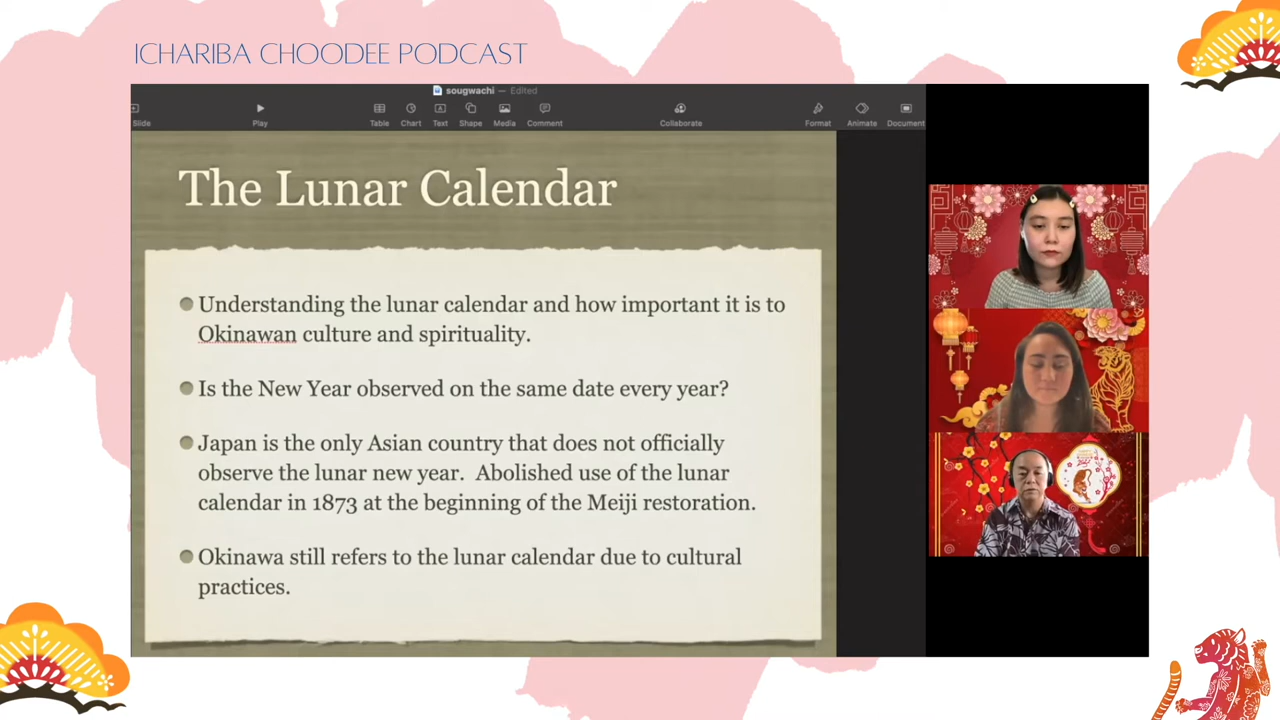 ICHARIBA CHOODEE PODCAST
sougwachi — Edited
Slide Play Table Chart Text Shape Media Comment Collaborate Format Animate Document
The Lunar Calendar
Understanding the lunar calendar and how important it is to
Okinawan culture and spirituality.
Is the New Year observed on the same date every year?
Japan is the only Asian country that does not officially
observe the lunar new year. Abolished use of the lunar
calendar in 1873 at the beginning of the Meiji restoration.
Okinawa still refers to the lunar calendar due to cultural
practices.